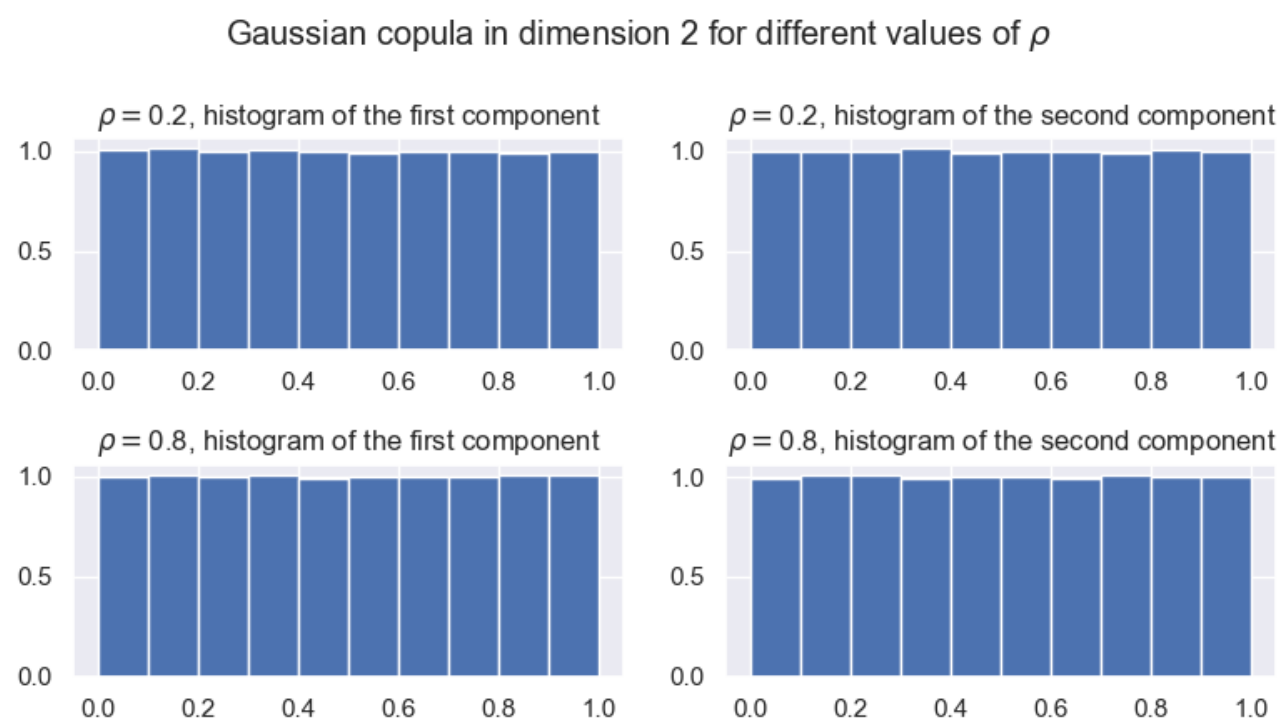 Gaussian copula in dimension 2 for different values of ρ
ρ = 0.2, histogram of the first component
1.0
0.5
0.0
0.0 0.2 0.4 0.6 0.8 1.0
ρ = 0.2, histogram of the second component
1.0
0.5
0.0
0.0 0.2 0.4 0.6 0.8 1.0
ρ = 0.8, histogram of the first component
1.0
0.5
0.0
0.0 0.2 0.4 0.6 0.8 1.0
ρ = 0.8, histogram of the second component
1.0
0.5
0.0
0.0 0.2 0.4 0.6 0.8 1.0